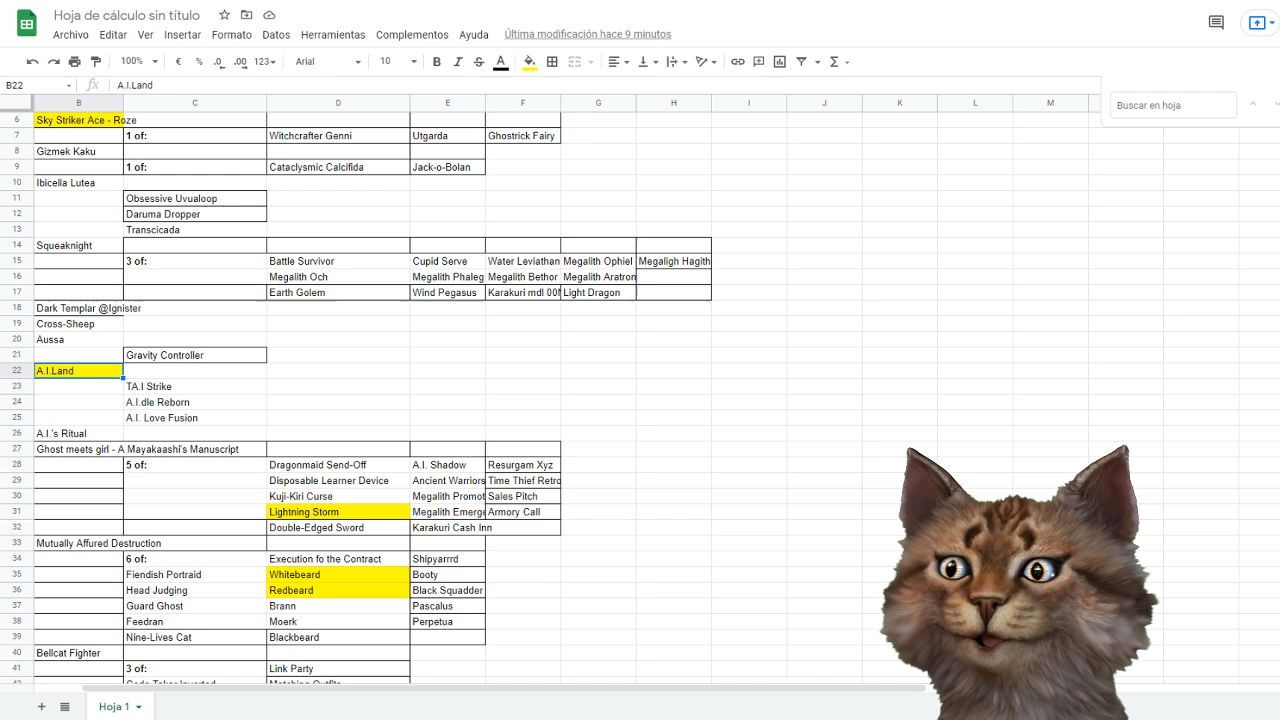 Hoja de cálculo sin título
Archivo Editar Ver Insertar Formato Datos Herramientas Complementos Ayuda Última modificación hace 9 minutos
100% € % .0 .00 123 Arial 10 B I S A
B22 fx A.I.Land
Buscar en hoja
B C D E F G H I J K L M
6 Sky Striker Ace - Roze
7 1 of: Witchcrafter Genni Utgarda Ghostrick Fairy
8 Gizmek Kaku
9 1 of: Cataclysmic Calcifida Jack-o-Bolan
10 Ibicella Lutea
11 Obsessive Uvualoop
12 Daruma Dropper
13 Transcicada
14 Squeaknight
15 3 of: Battle Survivor Cupid Serve Water Leviathan Megalith Ophiel Megaligh Hagith
16 Megalith Och Megalith Phaleg Megalith Bethor Megalith Aratron
17 Earth Golem Wind Pegasus Karakuri mdl 00 Light Dragon
18 Dark Templar @Ignister
19 Cross-Sheep
20 Aussa
21 Gravity Controller
22 A.I.Land
23 TA.I Strike
24 A.I.dle Reborn
25 A.I. Love Fusion
26 A.I.'s Ritual
27 Ghost meets girl - A Mayakaashi's Manuscript
28 5 of: Dragonmaid Send-Off A.I. Shadow Resurgam Xyz
29 Disposable Learner Device Ancient Warriors Time Thief Retro
30 Kuji-Kiri Curse Megalith Promot Sales Pitch
31 Lightning Storm Megalith Emerge Armory Call
32 Double-Edged Sword Karakuri Cash Inn
33 Mutually Affured Destruction
34 6 of: Execution fo the Contract Shipyarrrd
35 Fiendish Portraid Whitebeard Booty
36 Head Judging Redbeard Black Squadder
37 Guard Ghost Brann Pascalus
38 Feedran Moerk Perpetua
39 Nine-Lives Cat Blackbeard
40 Bellcat Fighter
41 3 of: Link Party
Hoja 1